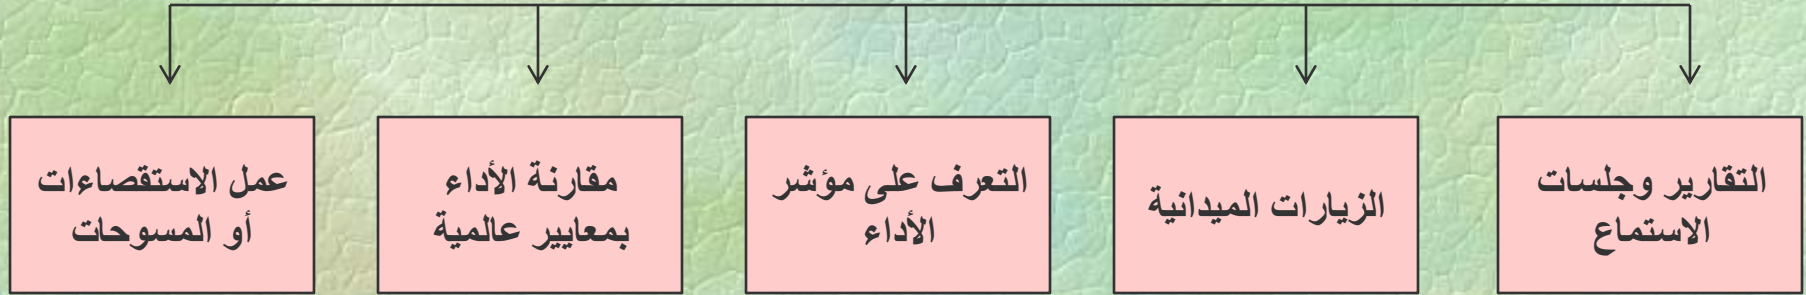 التقارير وجلسات
الاستماع
الزيارات الميدانية
التعرف على مؤشر
الأداء
مقارنة الأداء
بمعايير عالمية
عمل الاستقصاءات
أو المسوحات